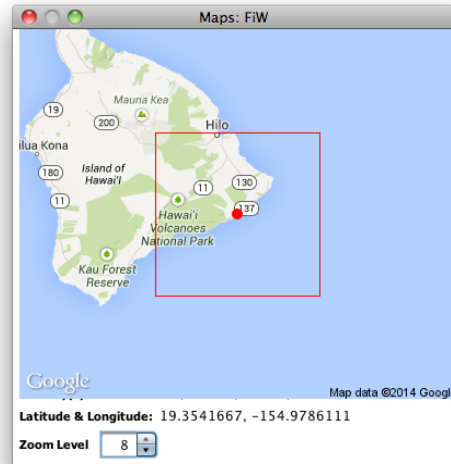 Maps: FiW
Mauna Kea
19
200
Hilo
ilua Kona
Island of
Hawai'i
180
11
130
11
137
Hawai'i
Volcanoes
National Park
Kau Forest
Reserve
Google
Map data ©2014 Googl
Latitude & Longitude: 19.3541667, -154.9786111
Zoom Level 8